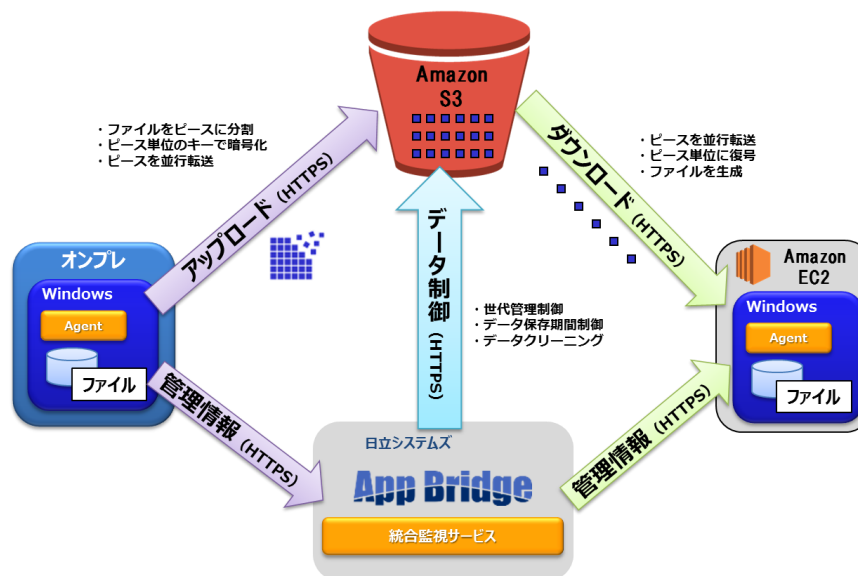 Amazon
S3
・ファイルをピースに分割
・ピース単位のキーで暗号化
・ピースを並行転送
アップロード (HTTPS)
ダウンロード (HTTPS)
・ピースを並行転送
・ピース単位に復号
・ファイルを生成
オンプレ
Windows
Agent
ファイル
データ制御 (HTTPS)
・世代管理制御
・データ保存期間制御
・データクリーニング
Amazon
EC2
Windows
Agent
ファイル
管理情報 (HTTPS)
管理情報 (HTTPS)
日立システムズ
App Bridge
統合監視サービス